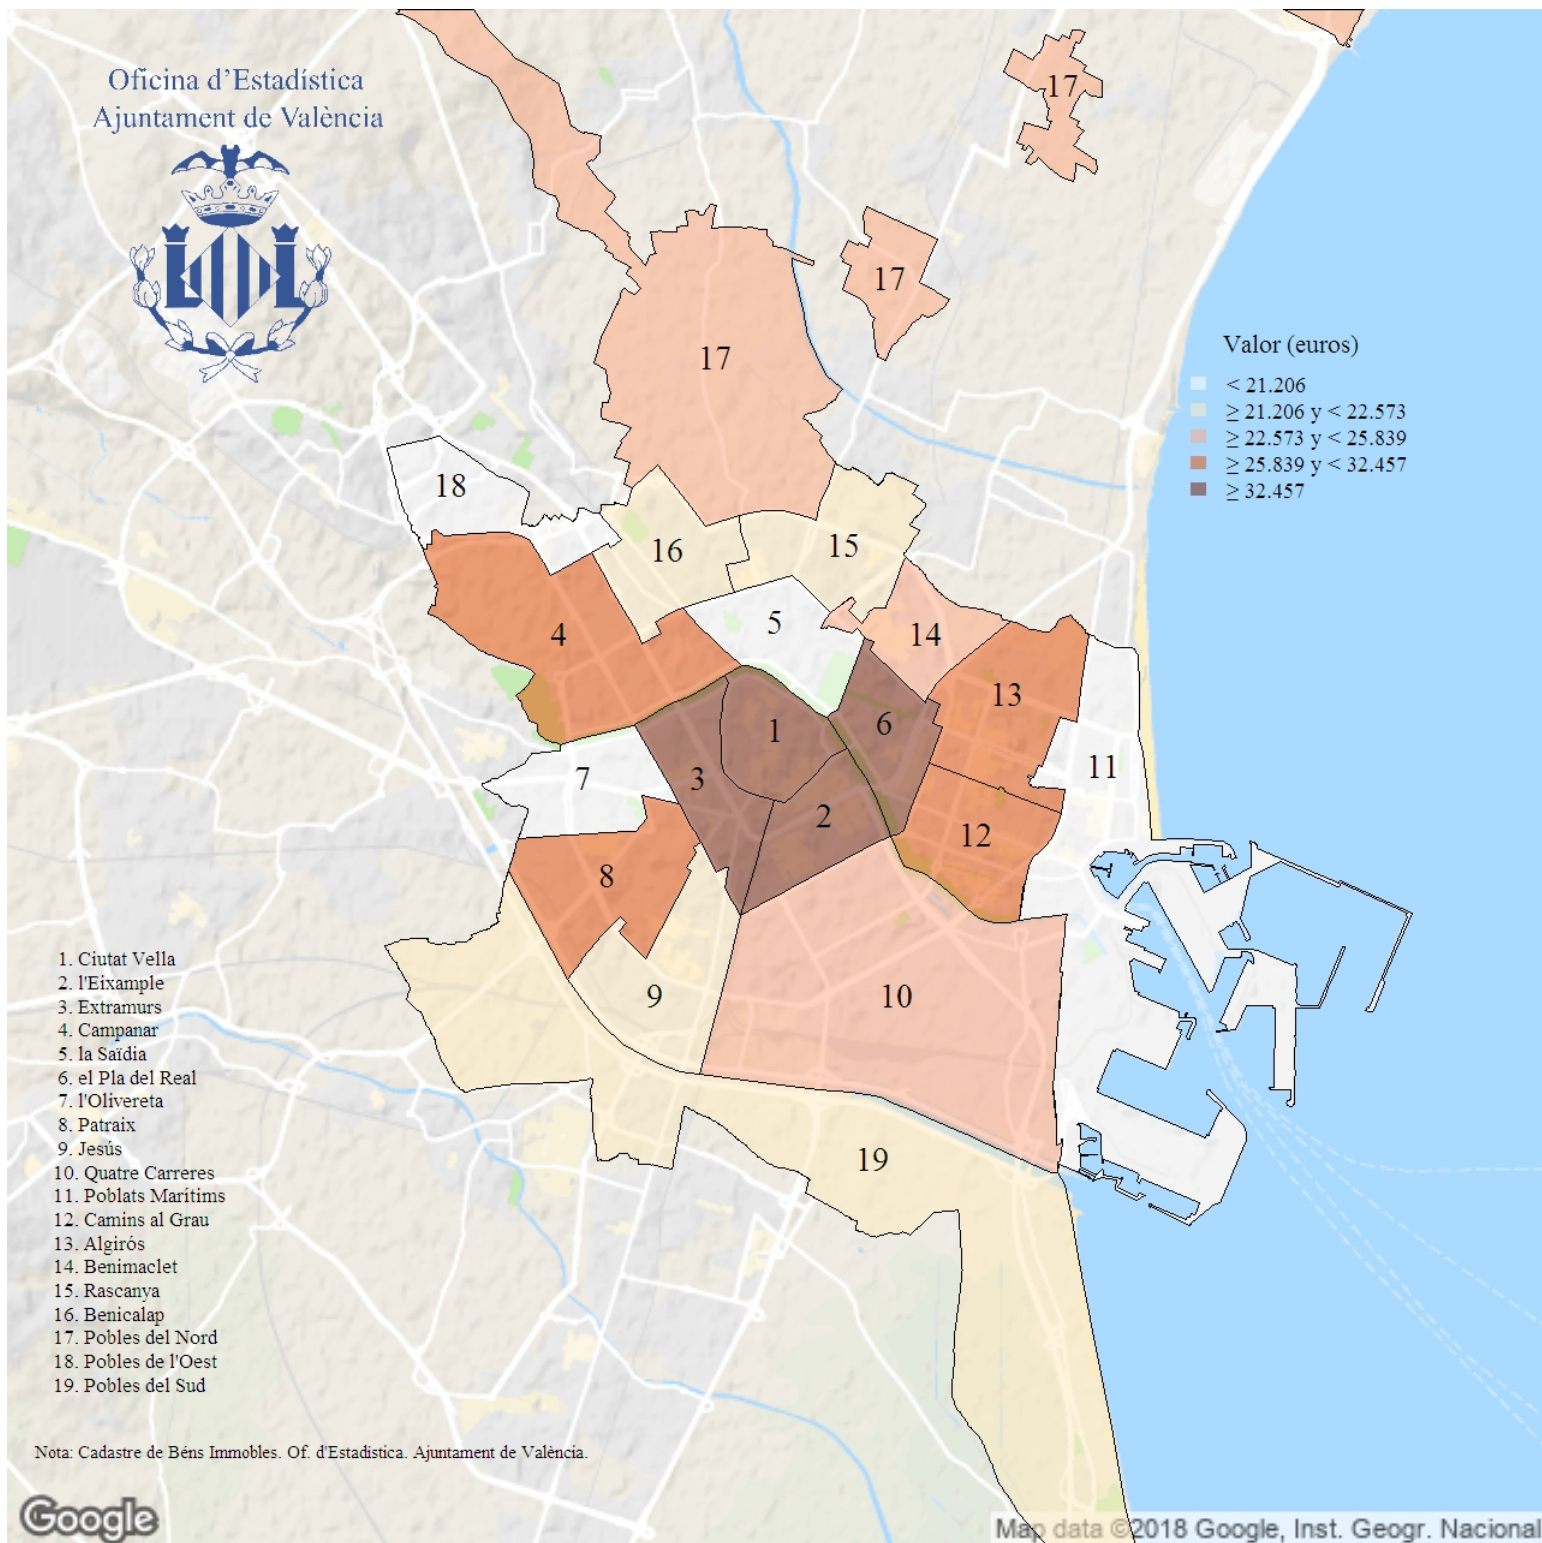 Oficina d'Estadística
Ajuntament de València
17
17
17
Valor (euros)
< 21.206
≥ 21.206 y < 22.573
≥ 22.573 y < 25.839
≥ 25.839 y < 32.457
≥ 32.457
18
16
15
5
14
4
13
6
1
11
7
3
2
12
8
9
10
19
1. Ciutat Vella
2. l'Eixample
3. Extramurs
4. Campanar
5. la Saïdia
6. el Pla del Real
7. l'Olivereta
8. Patraix
9. Jesús
10. Quatre Carreres
11. Poblats Marítims
12. Camins al Grau
13. Algirós
14. Benimaclet
15. Rascanya
16. Benicalap
17. Pobles del Nord
18. Pobles de l'Oest
19. Pobles del Sud
Nota: Cadastre de Béns Immobles. Of. d'Estadística. Ajuntament de València.
Google
Map data ©2018 Google, Inst. Geogr. Nacional